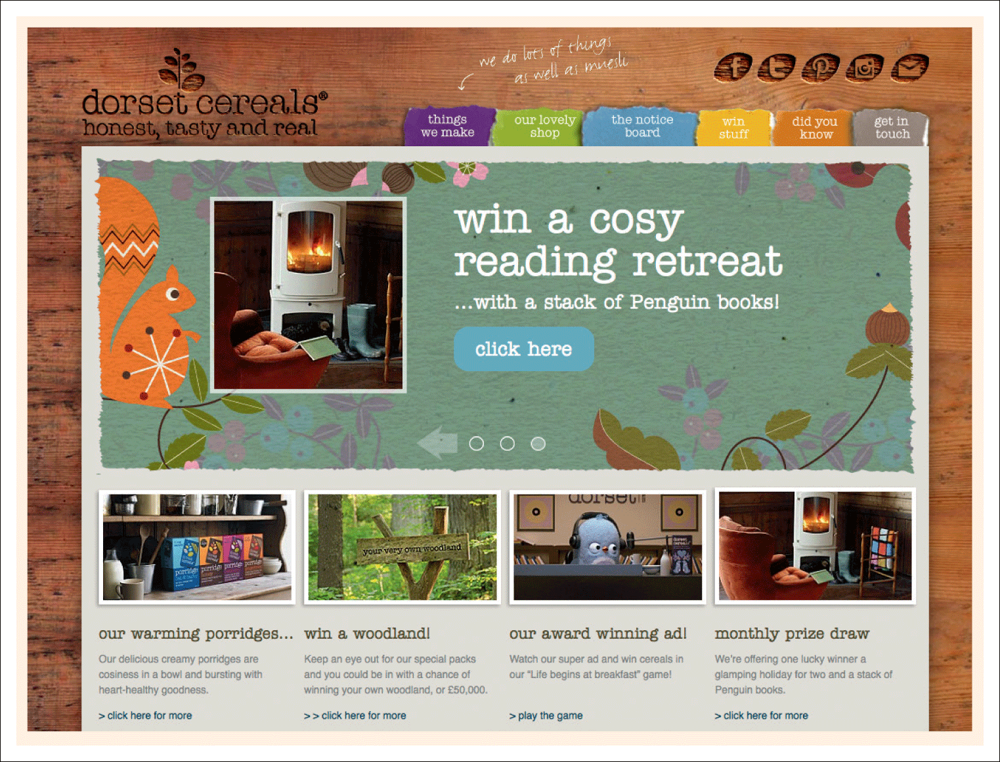 we do lots of things
as well as muesli
dorset cereals®
honest, tasty and real
things
we make
our lovely
shop
the notice
board
win
stuff
did you
know
get in
touch
win a cosy
reading retreat
...with a stack of Penguin books!
click here
porridge
porridge
porridge
porridge
your very own woodland
dorset
dorset
cereals
our warming porridges...
Our delicious creamy porridges are
cosiness in a bowl and bursting with
heart-healthy goodness.
> click here for more
win a woodland!
Keep an eye out for our special packs
and you could be in with a chance of
winning your own woodland, or £50,000.
> > click here for more
our award winning ad!
Watch our super ad and win cereals in
our “Life begins at breakfast” game!
> play the game
monthly prize draw
We're offering one lucky winner a
glamping holiday for two and a stack of
Penguin books.
> click here for more